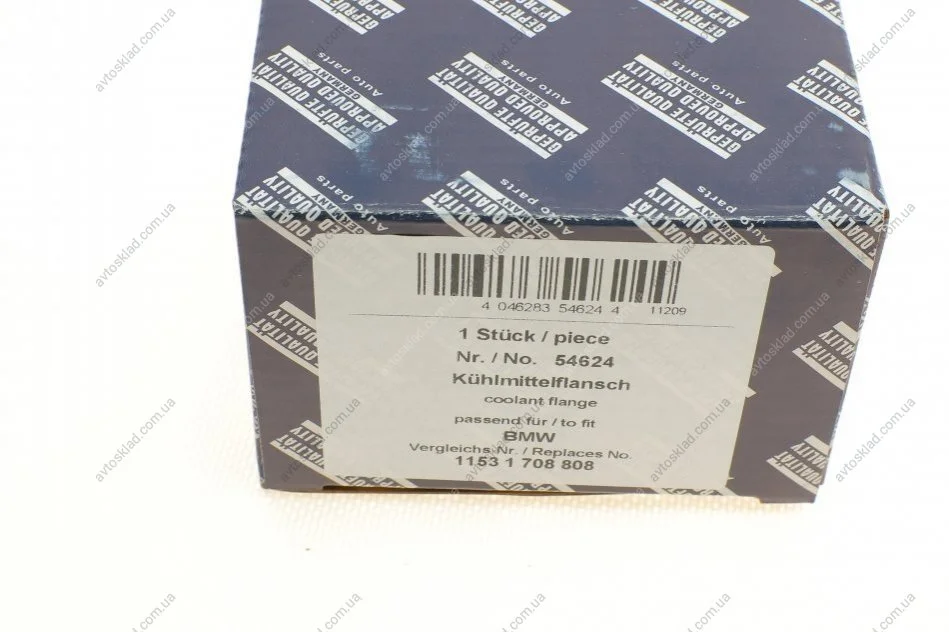 GEPRÜFTE QUALITÄT
APPROVED QUALITY
GERMANY
Auto parts
4 046283 54624 4 11209
1 Stück / piece
Nr. / No. 54624
Kühlmittelflansch
coolant flange
passend für / to fit
BMW
Vergleichs Nr. / Replaces No.
1153 1 708 808
avtosklad.com.ua